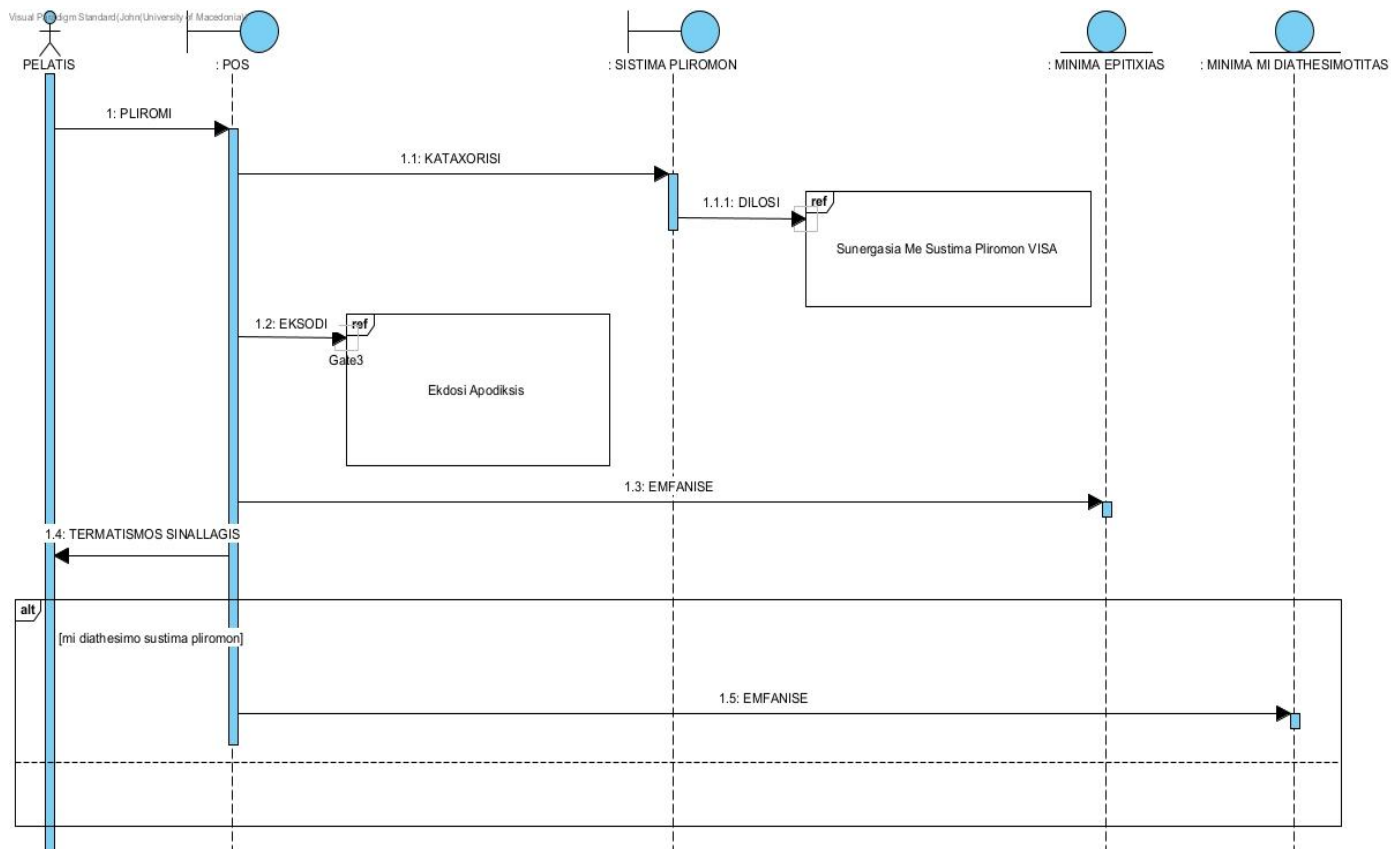 Visual Paradigm Standard(John(University of Macedonia))
PELATIS
: POS
: SISTIMA PLIROMON
: MINIMA EPITIXIAS
: MINIMA MI DIATHESIMOTITAS
1: PLIROMI
1.1: KATAXORISI
1.1.1: DILOSI
ref
Sunergasia Me Sustima Pliromon VISA
1.2: EKSODI
ref
Gate3
Ekdosi Apodiksis
1.3: EMFANISE
1.4: TERMATISMOS SINALLAGIS
alt
[mi diathesimo sustima pliromon]
1.5: EMFANISE